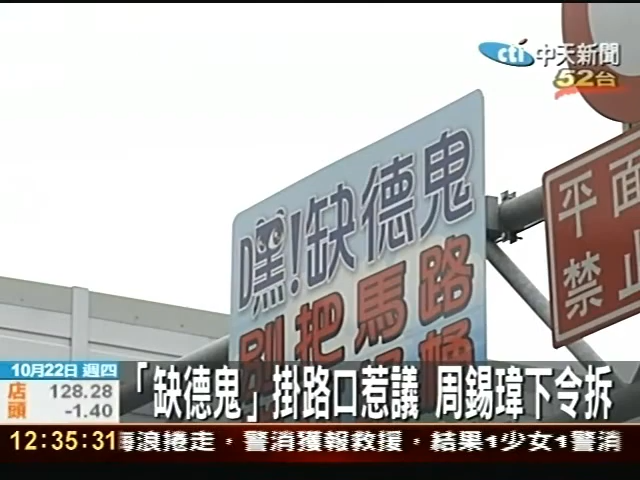 cti 中天新聞
52台
嘿!缺德鬼
別把馬路
平面
禁止
10月22日 週四
「缺德鬼」掛路口惹議 周錫瑋下令拆
店頭 128.28
-1.40
12:35:31 海浪捲走，警消獲報救援，結果1少女1警消